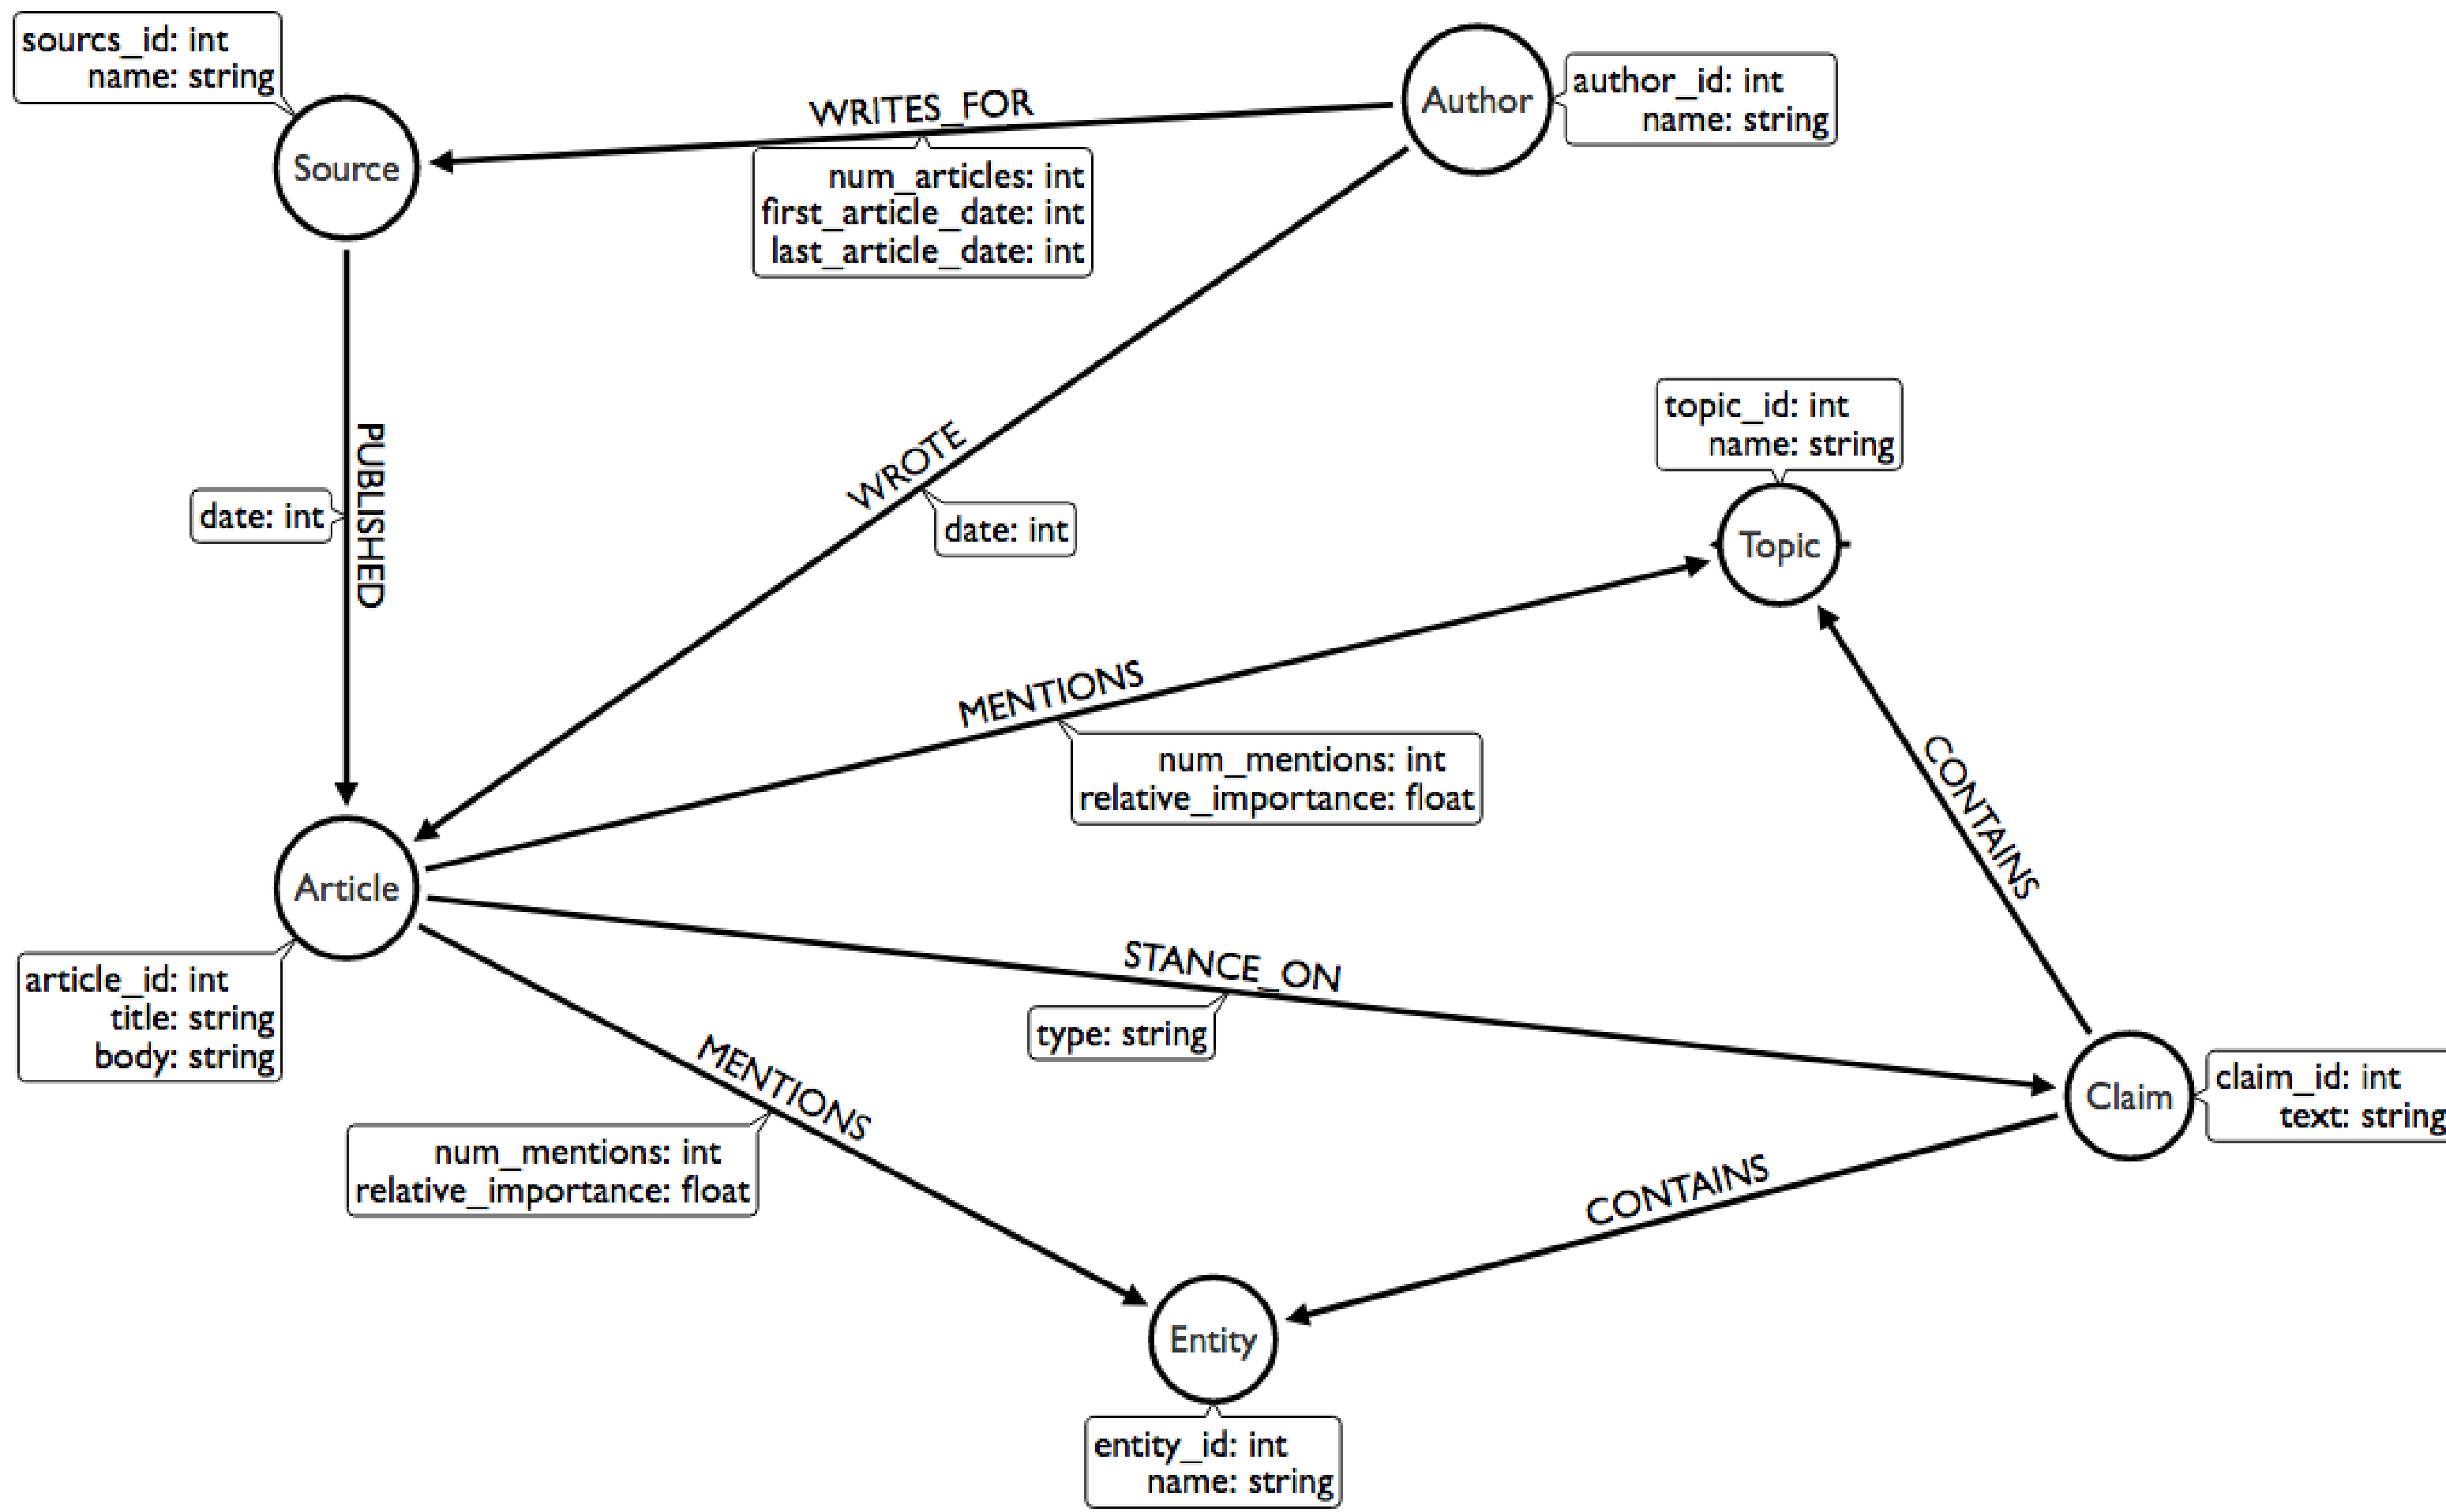 sourcs_id: int
name: string
Source
WRITES_FOR
num_articles: int
first_article_date: int
last_article_date: int
Author
author_id: int
name: string
PUBLISHED
date: int
WROTE
date: int
topic_id: int
name: string
Topic
MENTIONS
num_mentions: int
relative_importance: float
CONTAINS
Article
article_id: int
title: string
body: string
STANCE_ON
type: string
MENTIONS
num_mentions: int
relative_importance: float
Claim
claim_id: int
text: string
CONTAINS
Entity
entity_id: int
name: string